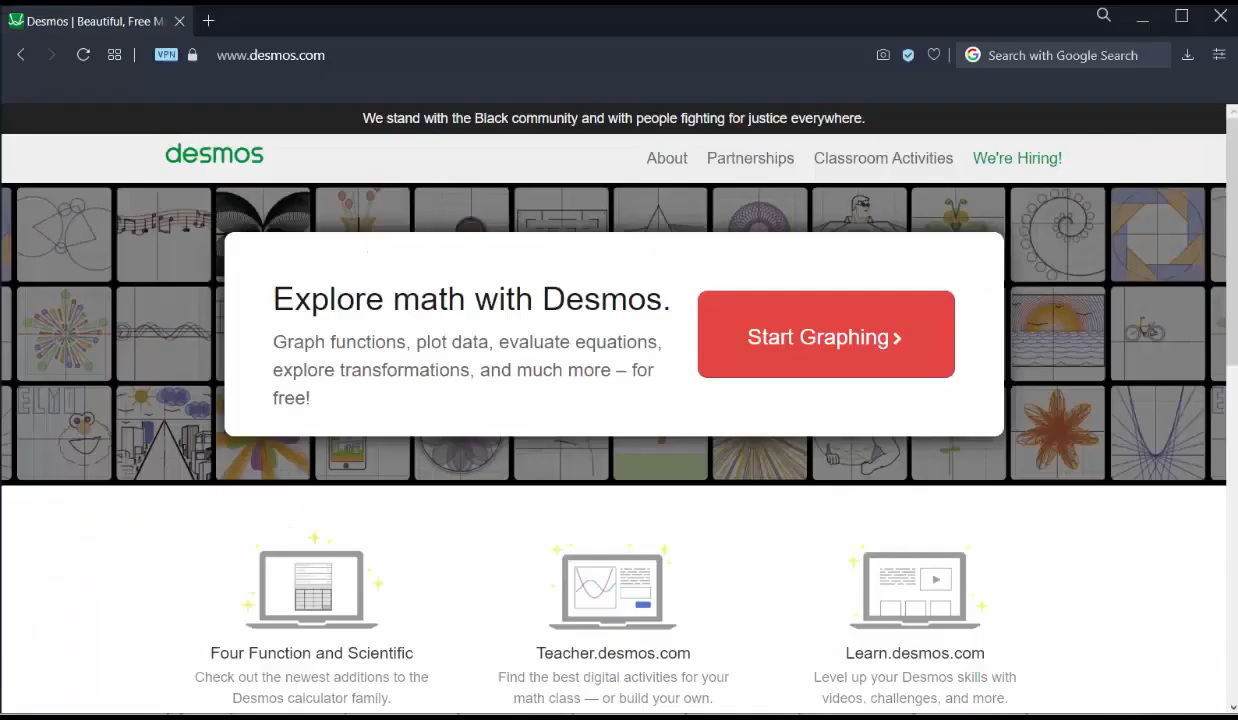 Desmos | Beautiful, Free M
VPN
www.desmos.com
Search with Google Search
We stand with the Black community and with people fighting for justice everywhere.
desmos
About
Partnerships
Classroom Activities
We're Hiring!
ELMO
Explore math with Desmos.
Graph functions, plot data, evaluate equations,
explore transformations, and much more – for
free!
Start Graphing
Four Function and Scientific
Check out the newest additions to the
Desmos calculator family.
Teacher.desmos.com
Find the best digital activities for your
math class — or build your own.
Learn.desmos.com
Level up your Desmos skills with
videos, challenges, and more.